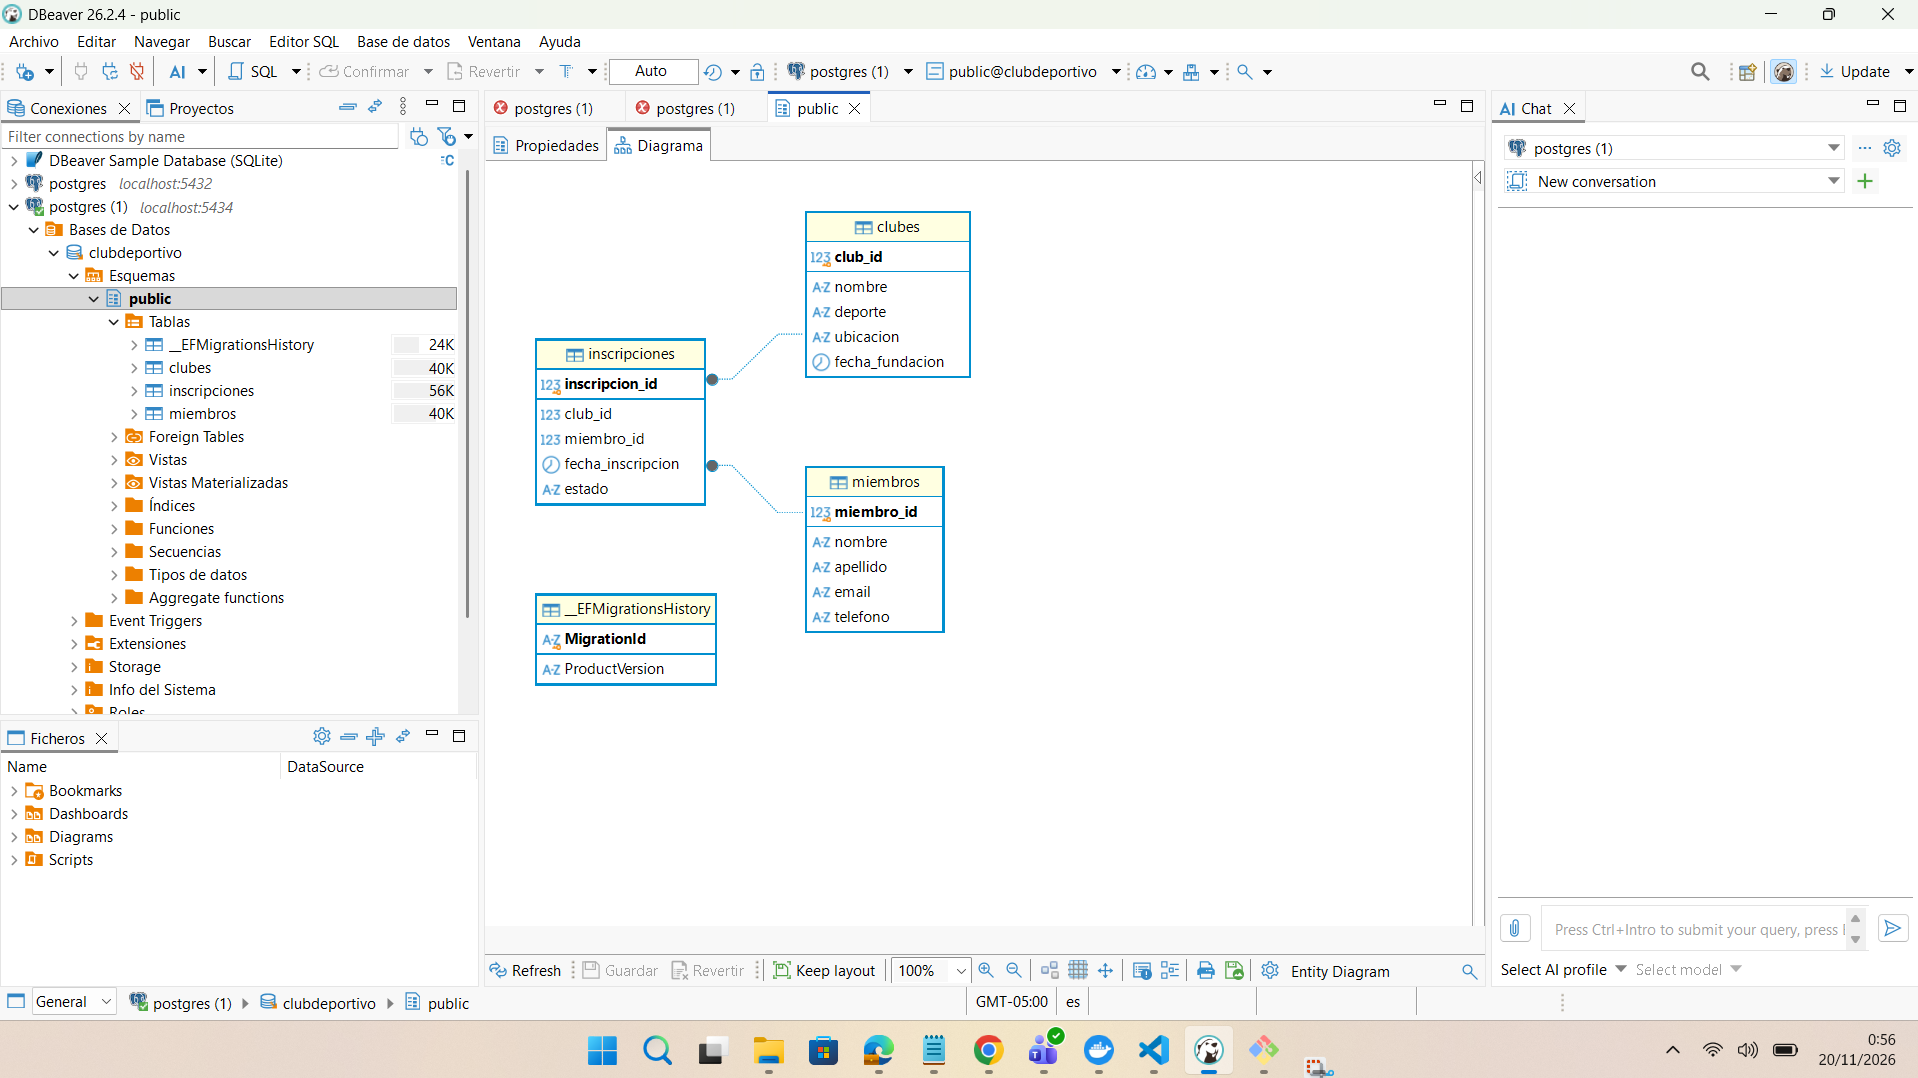 DBeaver 26.2.4 - public
Archivo Editar Navegar Buscar Editor SQL Base de datos Ventana Ayuda
AI SQL Confirmar Revertir T Auto postgres (1) public@clubdeportivo Update
Conexiones Proyectos
Filter connections by name
DBeaver Sample Database (SQLite)
postgres localhost:5432
postgres (1) localhost:5434
Bases de Datos
clubdeportivo
Esquemas
public
Tablas
__EFMigrationsHistory 24K
clubes 40K
inscripciones 56K
miembros 40K
Foreign Tables
Vistas
Vistas Materializadas
Índices
Funciones
Secuencias
Tipos de datos
Aggregate functions
Event Triggers
Extensiones
Storage
Info del Sistema
Roles
Ficheros
Name DataSource
Bookmarks
Dashboards
Diagrams
Scripts
postgres (1) postgres (1) public
Propiedades Diagrama
clubes
123 club_id
A-Z nombre
A-Z deporte
A-Z ubicacion
fecha_fundacion
inscripciones
123 inscripcion_id
123 club_id
123 miembro_id
fecha_inscripcion
A-Z estado
miembros
123 miembro_id
A-Z nombre
A-Z apellido
A-Z email
A-Z telefono
__EFMigrationsHistory
A-Z MigrationId
A-Z ProductVersion
Refresh Guardar Revertir Keep layout 100% Entity Diagram
AI Chat
postgres (1)
New conversation
Press Ctrl+Intro to submit your query, press
Select AI profile Select model
General postgres (1) clubdeportivo public GMT-05:00 es
0:56
20/11/2026